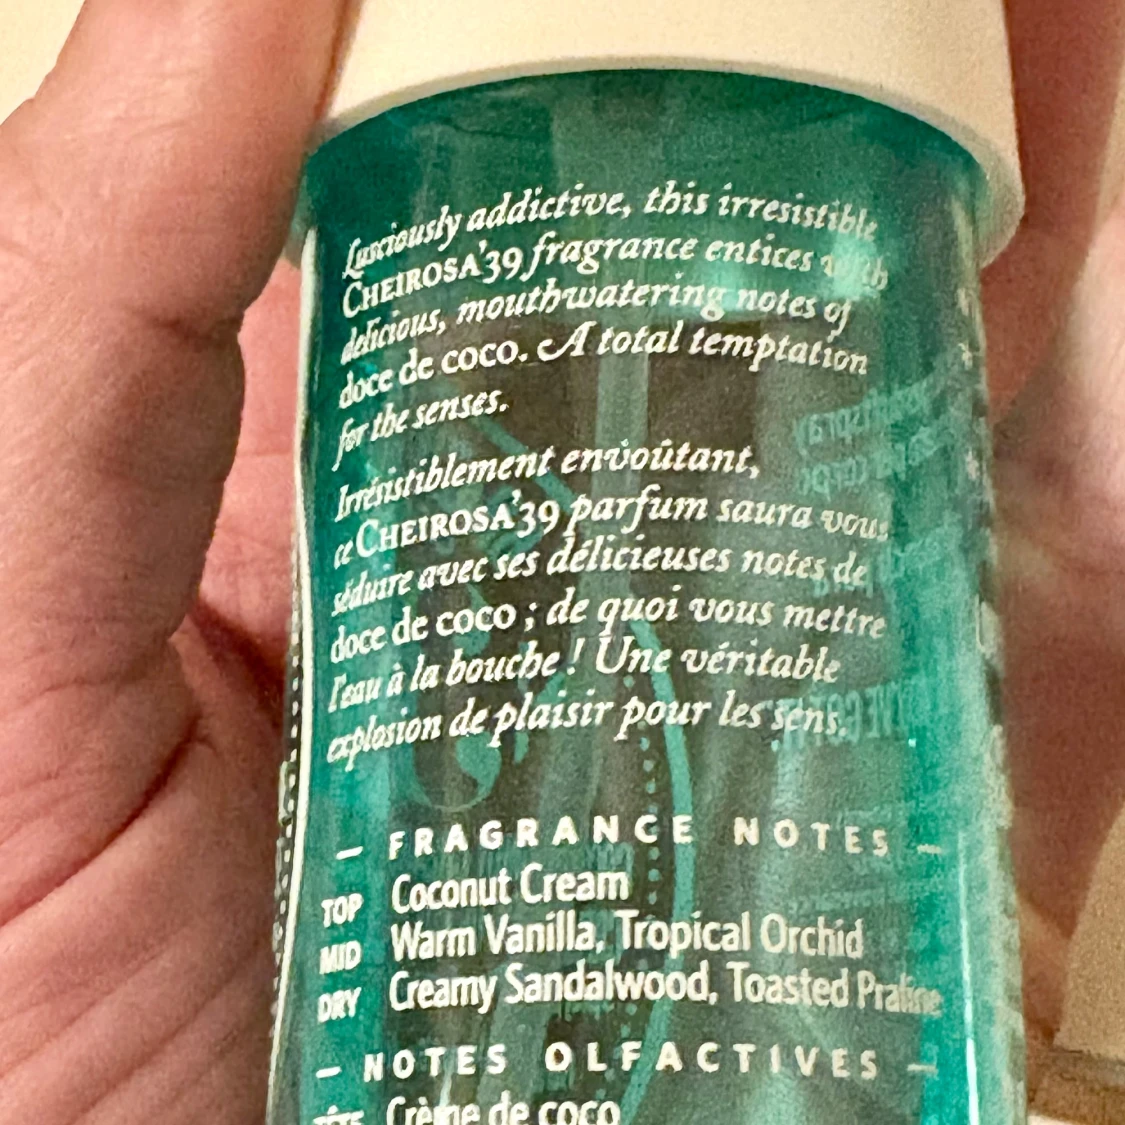 Lusciously addictive, this irresistible
CHEIROSA'39 fragrance entices with
delicious, mouthwatering notes of
doce de coco. A total temptation
for the senses.
Irrésistiblement envoûtant,
ce CHEIROSA'39 parfum saura vous
séduire avec ses délicieuses notes de
doce de coco ; de quoi vous mettre
l'eau à la bouche ! Une véritable
explosion de plaisir pour les sens.
— FRAGRANCE NOTES —
TOP Coconut Cream
MID Warm Vanilla, Tropical Orchid
DRY Creamy Sandalwood, Toasted Praline
— NOTES OLFACTIVES —
TÊTE Crème de coco